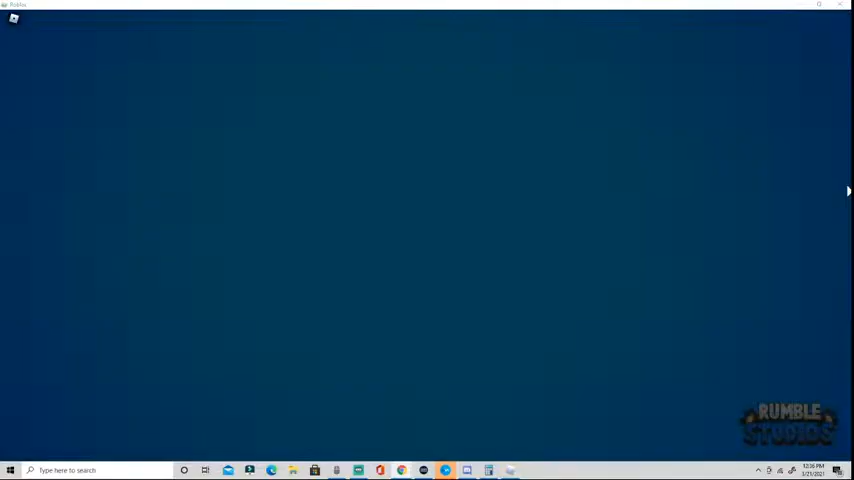 Roblox
RUMBLE
STUDIOS
Type here to search
12:36 PM
3/21/2021